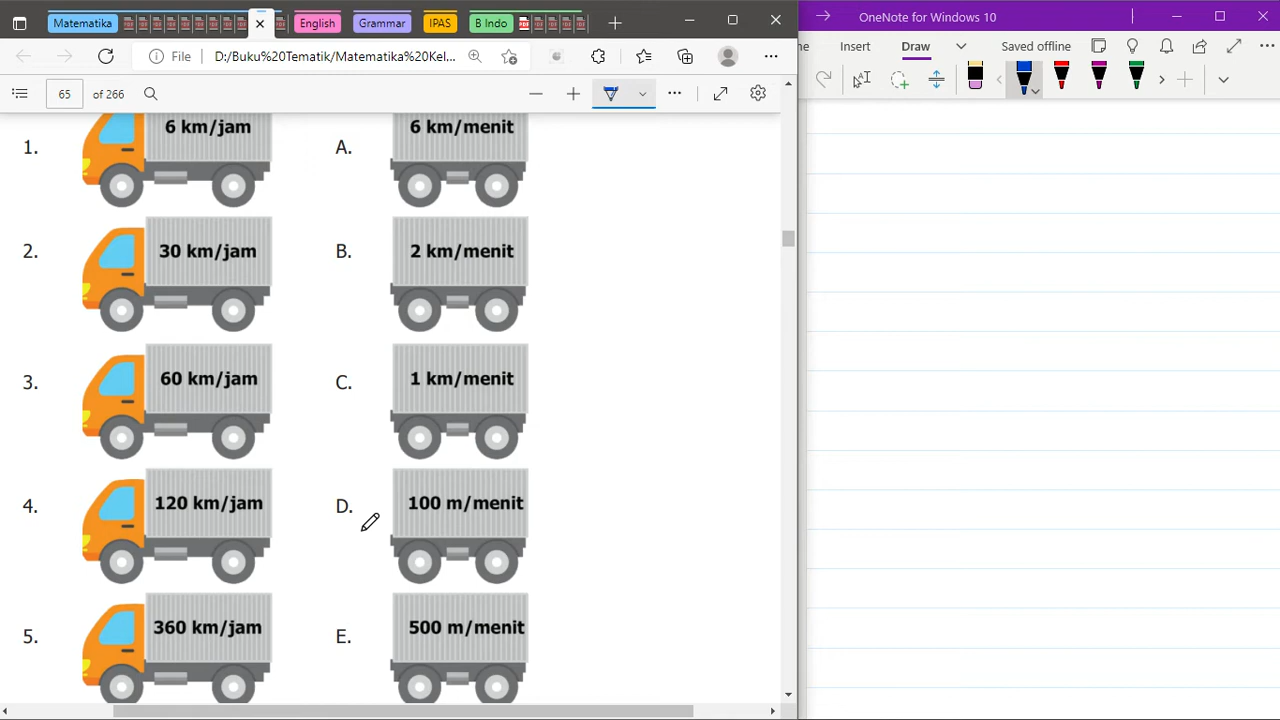 Matematika
English
Grammar
IPAS
B Indo
OneNote for Windows 10
File
D:/Buku%20Tematik/Matematika%20Kel...
Insert
Draw
Saved offline
65
of 266
1.
6 km/jam
A.
6 km/menit
2.
30 km/jam
B.
2 km/menit
3.
60 km/jam
C.
1 km/menit
4.
120 km/jam
D.
100 m/menit
5.
360 km/jam
E.
500 m/menit